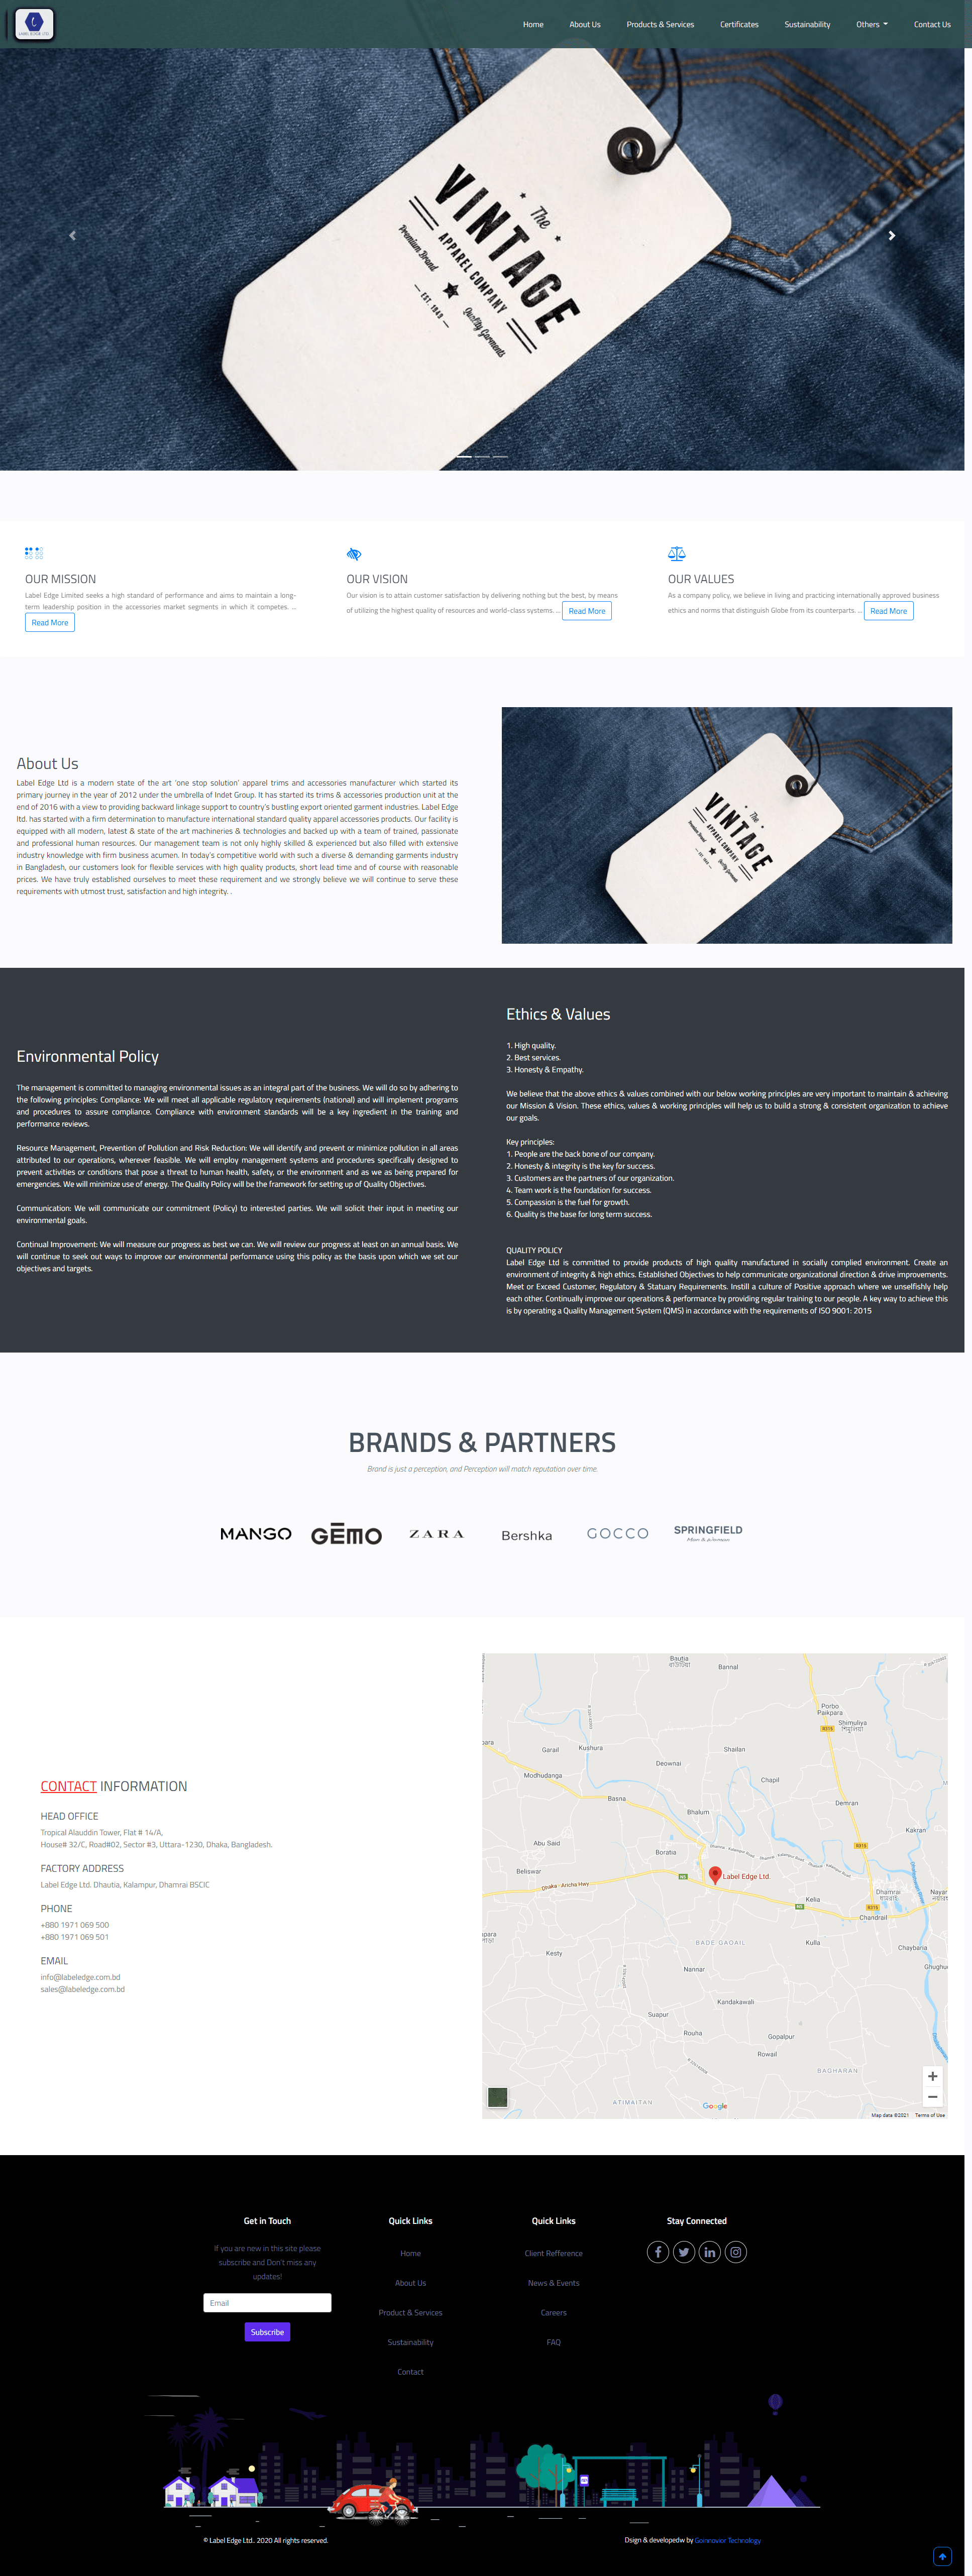 LABEL EDGE LTD.
Home
About Us
Products & Services
Certificates
Sustainability
Others
Contact Us
The
VINTAGE
APPAREL COMPANY
Premium Brand
EST. 1949
Quality Garments
OUR MISSION
Label Edge Limited seeks a high standard of performance and aims to maintain a long-
term leadership position in the accessories market segments in which it competes. ...
Read More
OUR VISION
Our vision is to attain customer satisfaction by delivering nothing but the best, by means
of utilizing the highest quality of resources and world-class systems. ... Read More
OUR VALUES
As a company policy, we believe in living and practicing internationally approved business
ethics and norms that distinguish Globe from its counterparts. ... Read More
About Us
Label Edge Ltd is a modern state of the art 'one stop solution' apparel trims and accessories manufacturer which started its
primary journey in the year of 2012 under the umbrella of Indet Group. It has started its trims & accessories production unit at the
end of 2016 with a view to providing backward linkage support to country's bustling export oriented garment industries. Label Edge
ltd. has started with a firm determination to manufacture international standard quality apparel accessories products. Our facility is
equipped with all modern, latest & state of the art machineries & technologies and backed up with a team of trained, passionate
and professional human resources. Our management team is not only highly skilled & experienced but also filled with extensive
industry knowledge with firm business acumen. In today's competitive world with such a diverse & demanding garments industry
in Bangladesh, our customers look for flexible services with high quality products, short lead time and of course with reasonable
prices. We have truly established ourselves to meet these requirement and we strongly believe we will continue to serve these
requirements with utmost trust, satisfaction and high integrity. .
The
VINTAGE
APPAREL COMPANY
Premium Brand
Quality Garments
Environmental Policy
The management is committed to managing environmental issues as an integral part of the business. We will do so by adhering to
the following principles: Compliance: We will meet all applicable regulatory requirements (national) and will implement programs
and procedures to assure compliance. Compliance with environment standards will be a key ingredient in the training and
performance reviews.
Resource Management, Prevention of Pollution and Risk Reduction: We will identify and prevent or minimize pollution in all areas
attributed to our operations, wherever feasible. We will employ management systems and procedures specifically designed to
prevent activities or conditions that pose a threat to human health, safety, or the environment and as we as being prepared for
emergencies. We will minimize use of energy. The Quality Policy will be the framework for setting up of Quality Objectives.
Communication: We will communicate our commitment (Policy) to interested parties. We will solicit their input in meeting our
environmental goals.
Continual Improvement: We will measure our progress as best we can. We will review our progress at least on an annual basis. We
will continue to seek out ways to improve our environmental performance using this policy as the basis upon which we set our
objectives and targets.
Ethics & Values
1. High quality.
2. Best services.
3. Honesty & Empathy.
We believe that the above ethics & values combined with our below working principles are very important to maintain & achieving
our Mission & Vision. These ethics, values & working principles will help us to build a strong & consistent organization to achieve
our goals.
Key principles:
1. People are the back bone of our company.
2. Honesty & integrity is the key for success.
3. Customers are the partners of our organization.
4. Team work is the foundation for success.
5. Compassion is the fuel for growth.
6. Quality is the base for long term success.
QUALITY POLICY
Label Edge Ltd is committed to provide products of high quality manufactured in socially complied environment. Create an
environment of integrity & high ethics. Established Objectives to help communicate organizational direction & drive improvements.
Meet or Exceed Customer, Regulatory & Statuary Requirements. Instill a culture of Positive approach where we unselfishly help
each other. Continually improve our operations & performance by providing regular training to our people. A key way to achieve this
is by operating a Quality Management System (QMS) in accordance with the requirements of ISO 9001: 2015
BRANDS & PARTNERS
Brand is just a perception, and Perception will match reputation over time.
MANGO
GĒMO
ZARA
Bershka
GOCCO
SPRINGFIELD
Man & Woman
CONTACT INFORMATION
HEAD OFFICE
Tropical Alauddin Tower, Flat # 14/A,
House# 32/C, Road#02, Sector #3, Uttara-1230, Dhaka, Bangladesh.
FACTORY ADDRESS
Label Edge Ltd. Dhautia, Kalampur, Dhamrai BSCIC
PHONE
+880 1971 069 500
+880 1971 069 501
EMAIL
info@labeledge.com.bd
sales@labeledge.com.bd
Bautia
Bannal
Porbo
Paikpara
R315
Shimuliya
Garail
Kushura
Shailan
Deownai
Modhudanga
Chapil
Basna
Demran
Bhalum
Kakran
Abu Said
Boratia
R315
Beliswar
N5
Label Edge Ltd.
Dhaka - Aricha Hwy
Dhamrai
Kelia
N5
R315
Chandrail
BADE GADAIL
Kulla
Kesty
Chaybaria
Nannar
Kandakawali
Suapur
Rouha
Gopalpur
Rowail
BAGHARAN
ATIMAITAN
Google
Map data ©2021
Terms of Use
Get in Touch
If you are new in this site please
subscribe and Don't miss any
updates!
Email
Subscribe
Quick Links
Home
About Us
Product & Services
Sustainability
Contact
Quick Links
Client Refference
News & Events
Careers
FAQ
Stay Connected
© Label Edge Ltd.. 2020 All rights reserved.
Dsign & developedw by Goinnovior Technology